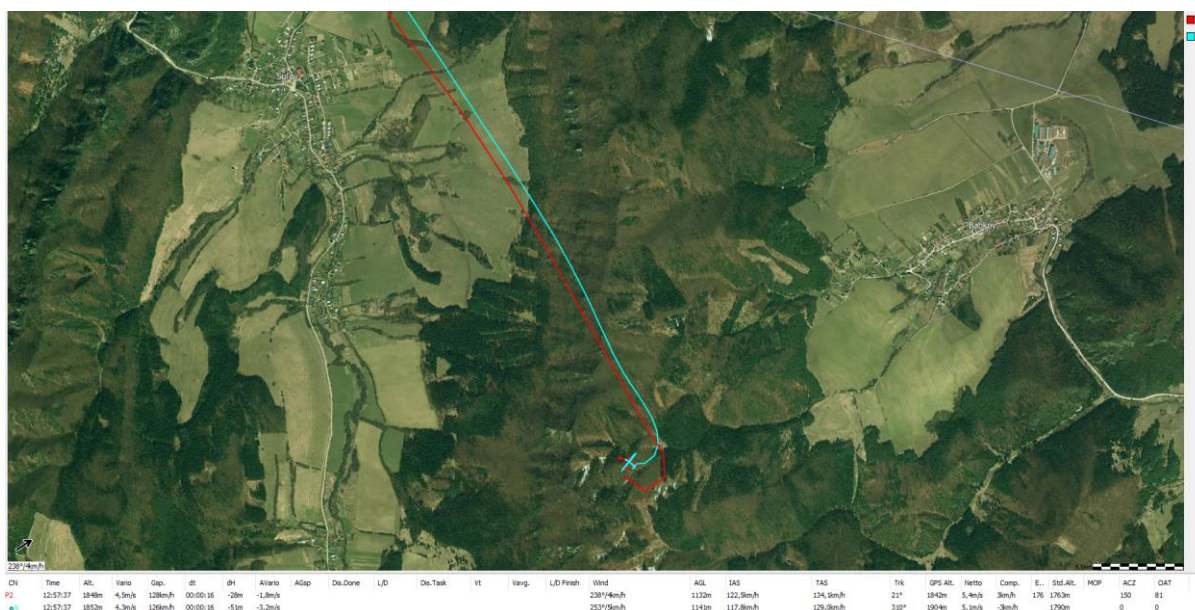 Babkov
238°/4km/h
CN Time Alt. Vario Gsp. dt dH AVario AGsp Dis.Done L/D Dis.Task Vt Vavg. L/D Finish Wind AGL IAS TAS Trk GPS Alt. Netto Comp. E.. Std.Alt. MOP ACZ OAT
P2 12:57:37 1848m 4,5m/s 128km/h 00:00:16 -28m -1,8m/s 238°/4km/h 1132m 122,5km/h 134,1km/h 21° 1842m 5,4m/s 3km/h 176 1763m 150 81
12:57:37 1852m 4,3m/s 126km/h 00:00:16 -51m -3,2m/s 253°/5km/h 1141m 117,8km/h 129,0km/h 310° 1904m 5,1m/s -3km/h 1790m 0 0